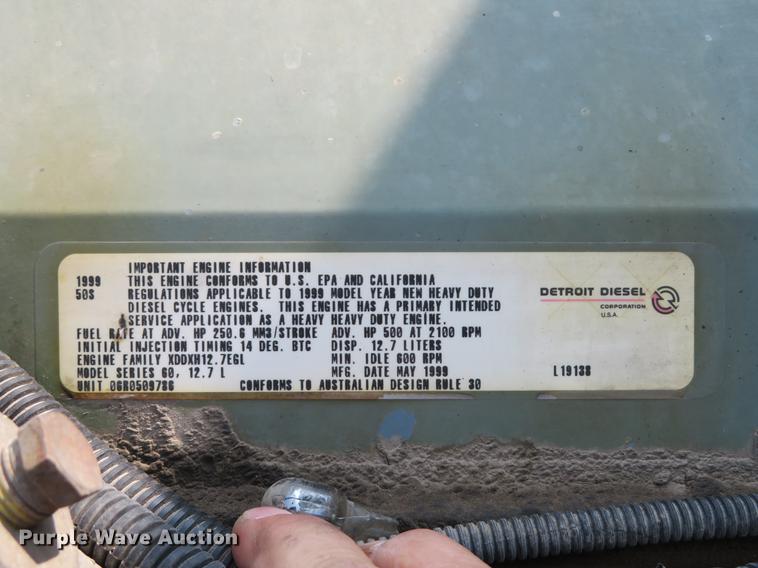 IMPORTANT ENGINE INFORMATION
1999 THIS ENGINE CONFORMS TO U.S. EPA AND CALIFORNIA
50S REGULATIONS APPLICABLE TO 1999 MODEL YEAR NEW HEAVY DUTY
DIESEL CYCLE ENGINES. THIS ENGINE HAS A PRIMARY INTENDED
SERVICE APPLICATION AS A HEAVY HEAVY DUTY ENGINE.
FUEL RATE AT ADV. HP 250.6 MM3/STROKE ADV. HP 500 AT 2100 RPM
INITIAL INJECTION TIMING 14 DEG. BTC DISP. 12.7 LITERS
ENGINE FAMILY XDDXH12.7EGL MIN. IDLE 600 RPM
MODEL SERIES 60, 12.7 L MFG. DATE MAY 1999 L19138
UNIT 06R0509786 CONFORMS TO AUSTRALIAN DESIGN RULE 30
DETROIT DIESEL
CORPORATION
U.S.A.
Purple Wave Auction